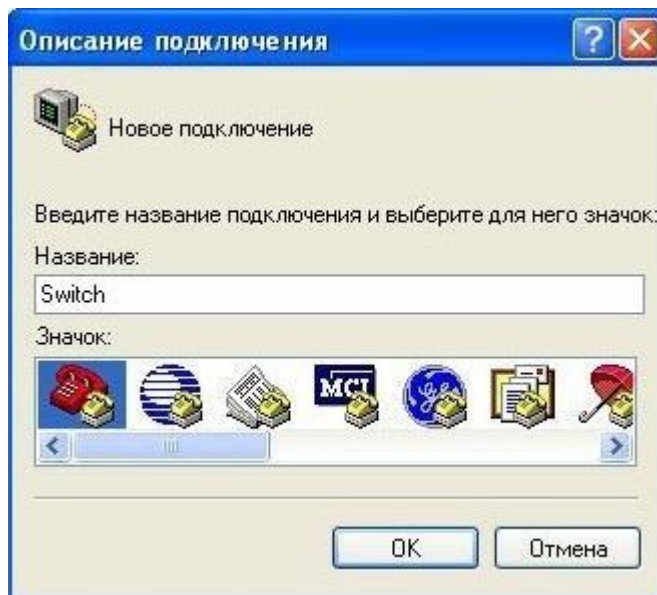 Описание подключения
Новое подключение
Введите название подключения и выберите для него значок:
Название:
Switch
Значок:
MCI
OK
Отмена